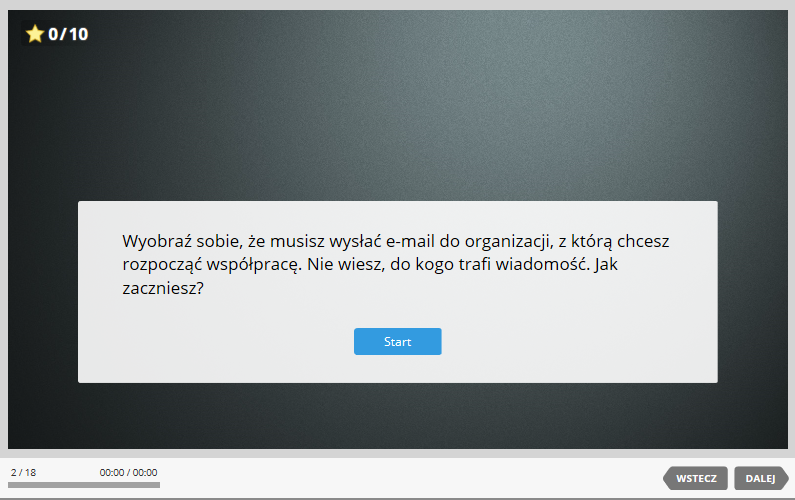 0/10
Wyobraź sobie, że musisz wysłać e-mail do organizacji, z którą chcesz
rozpocząć współpracę. Nie wiesz, do kogo trafi wiadomość. Jak
zaczniesz?
Start
2 / 18
00:00 / 00:00
WSTECZ
DALEJ